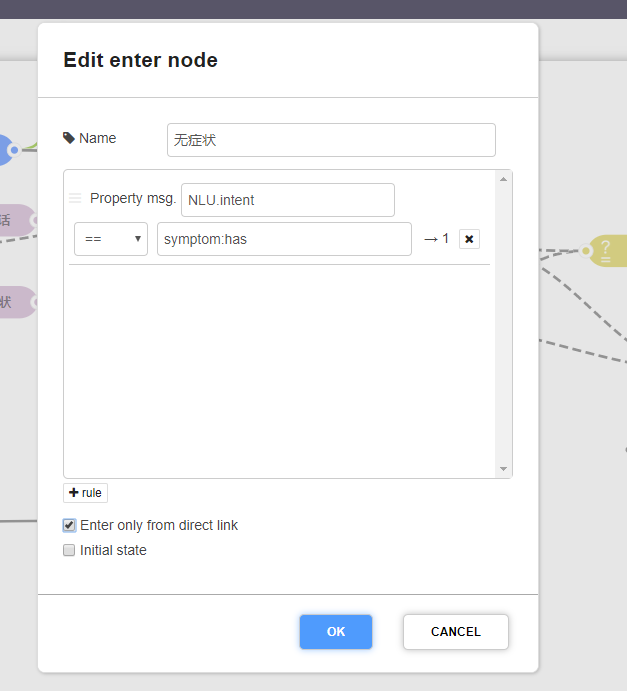 Edit enter node
Name 无症状
Property msg. NLU.intent
== symptom:has → 1 ✖
话
状
?
+ rule
Enter only from direct link
Initial state
OK CANCEL